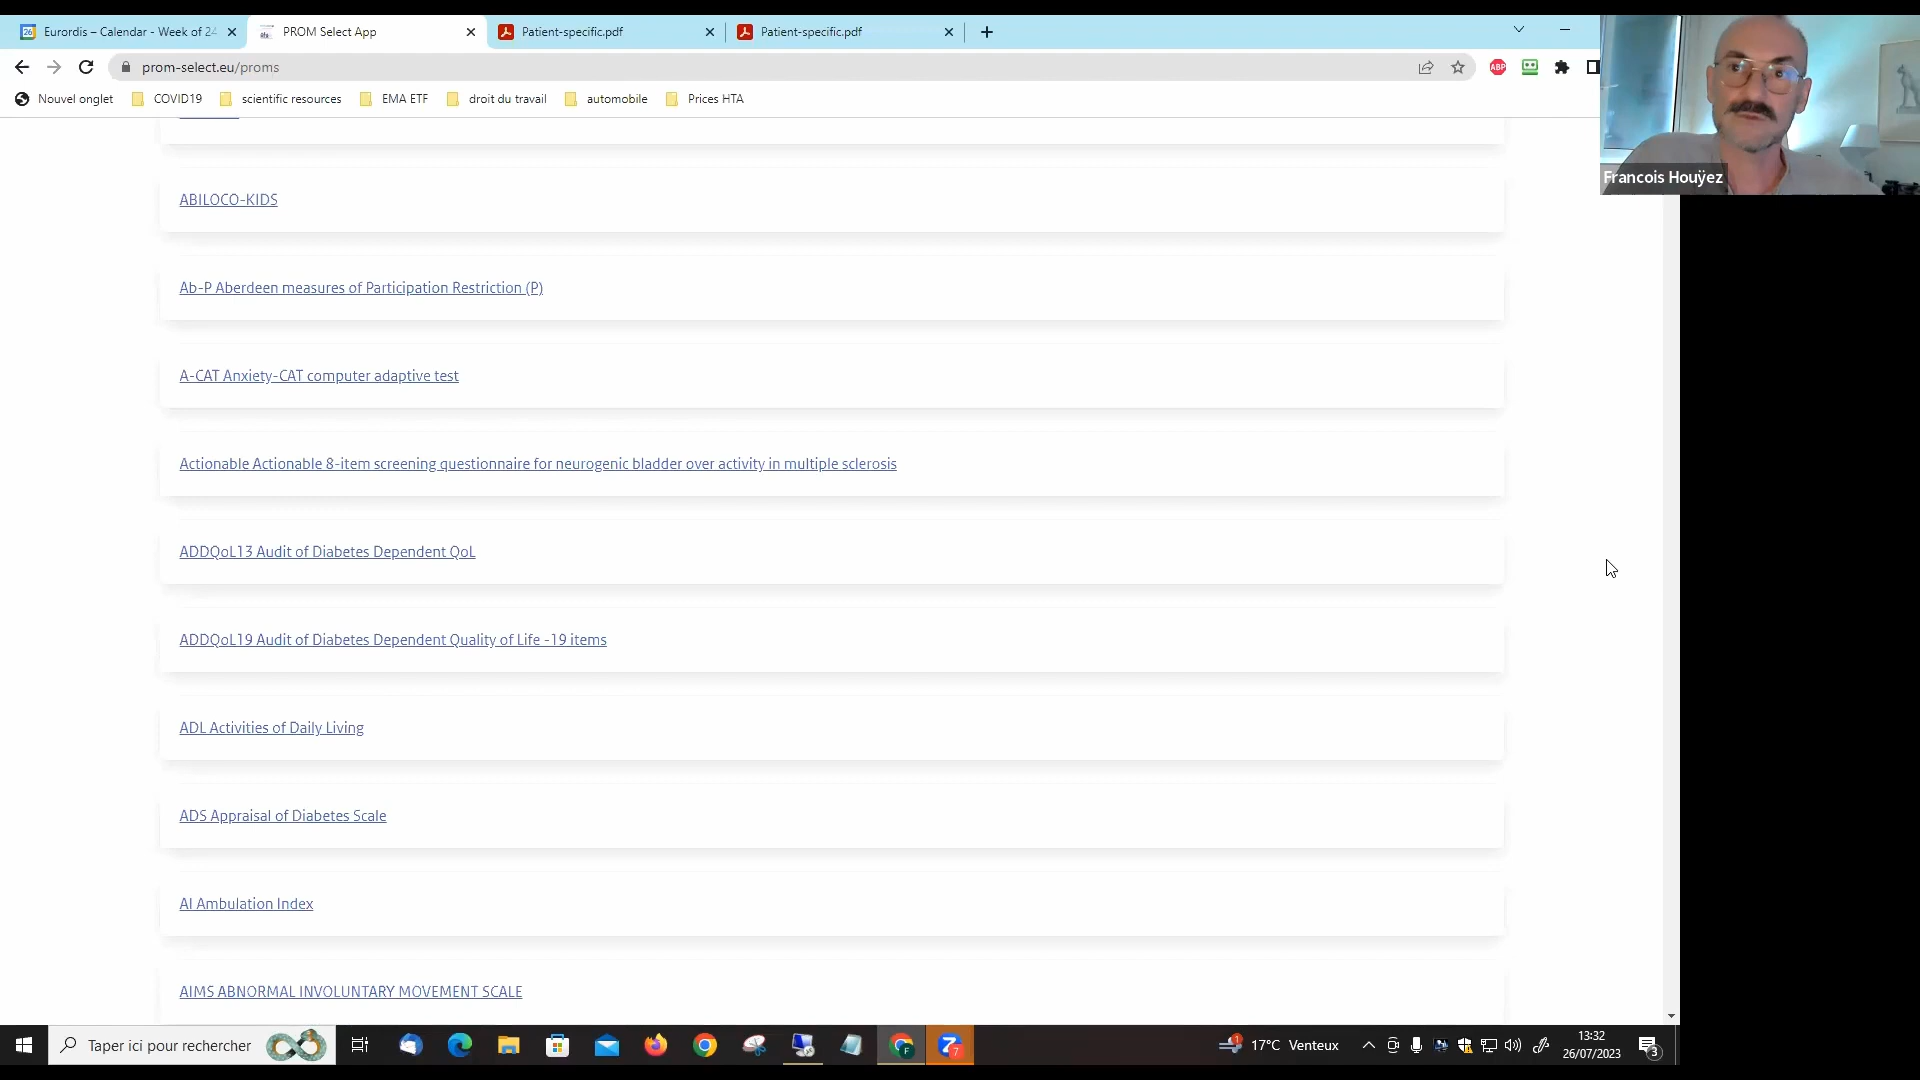 Eurordis – Calendar - Week of 24
PROM Select App
Patient-specific.pdf
Patient-specific.pdf
prom-select.eu/proms
ABP
Nouvel onglet
COVID19
scientific resources
EMA ETF
droit du travail
automobile
Prices HTA
Francois Houÿez
ABILOCO-KIDS
Ab-P Aberdeen measures of Participation Restriction (P)
A-CAT Anxiety-CAT computer adaptive test
Actionable Actionable 8-item screening questionnaire for neurogenic bladder over activity in multiple sclerosis
ADDQoL13 Audit of Diabetes Dependent QoL
ADDQoL19 Audit of Diabetes Dependent Quality of Life -19 items
ADL Activities of Daily Living
ADS Appraisal of Diabetes Scale
AI Ambulation Index
AIMS ABNORMAL INVOLUNTARY MOVEMENT SCALE
Taper ici pour rechercher
17°C Venteux
13:32
26/07/2023
3